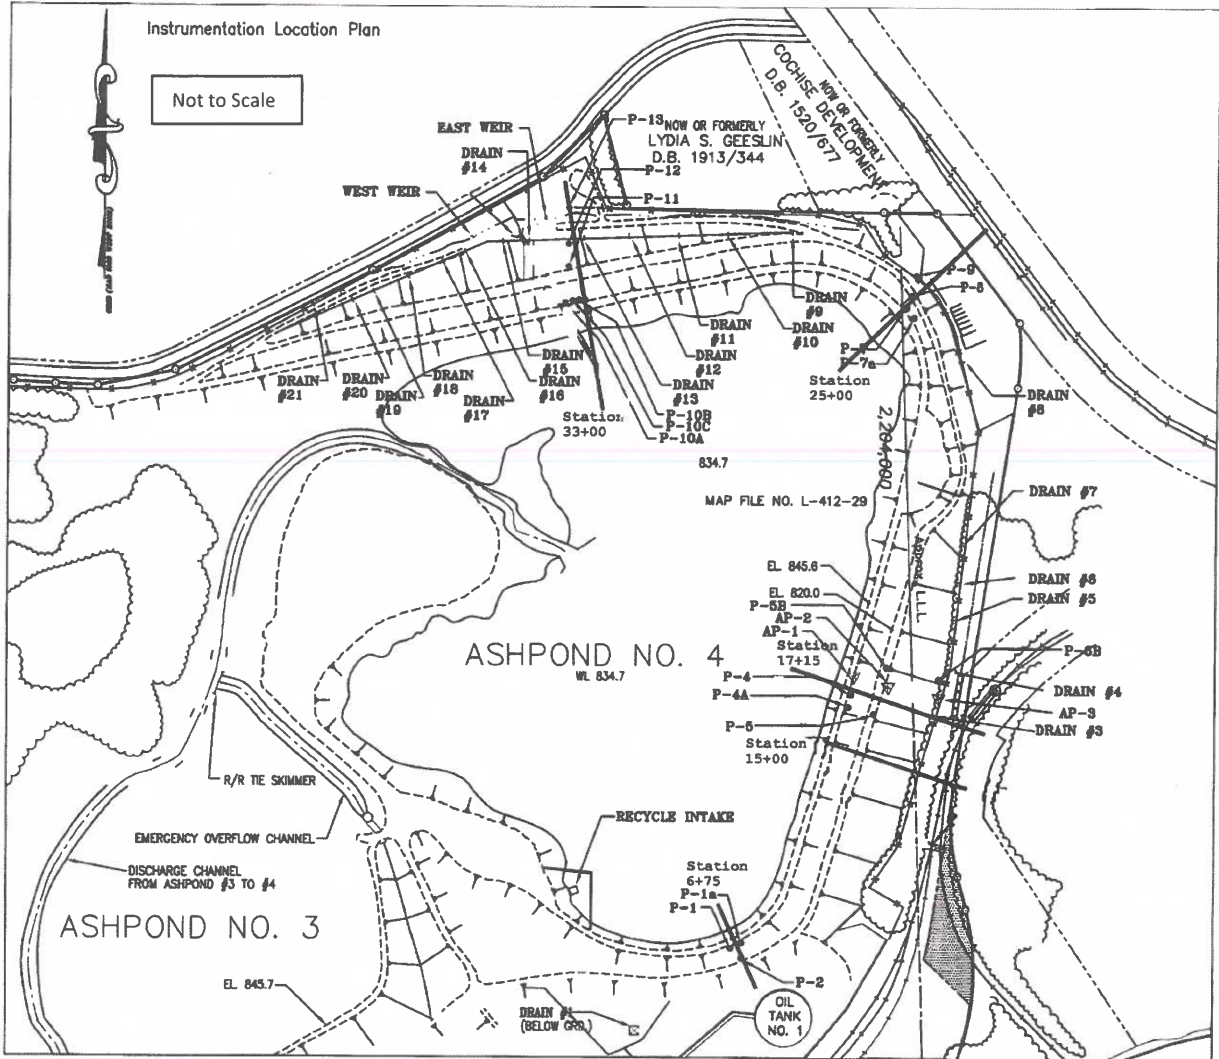 Instrumentation Location Plan
Not to Scale
EAST WEIR
DRAIN
#14
WEST WEIR
P-13
NOW OR FORMERLY
LYDIA S. GEESLIN
D.B. 1913/344
P-12
P-11
NOW OR FORMERLY
COCHISE DEVELOPMENT
D.B. 1520/677
P-9
P-8
DRAIN
#9
DRAIN
#10
DRAIN
#11
DRAIN
#12
DRAIN
#13
P-7a
Station
25+00
DRAIN
#8
DRAIN
#15
DRAIN
#16
DRAIN
#17
DRAIN
#18
DRAIN
#19
DRAIN
#20
DRAIN
#21
Station
33+00
P-10B
P-10C
P-10A
834.7
2,204,000
MAP FILE NO. L-412-29
DRAIN #7
APPROX L.L.
EL 845.6
EL 820.0
P-5B
AP-2
AP-1
Station
17+15
P-4
P-4A
P-5
Station
15+00
DRAIN #6
DRAIN #5
P-6B
DRAIN #4
AP-3
DRAIN #3
ASHPOND NO. 4
WL 834.7
R/R TIE SKIMMER
EMERGENCY OVERFLOW CHANNEL
DISCHARGE CHANNEL
FROM ASHPOND #3 TO #4
RECYCLE INTAKE
ASHPOND NO. 3
Station
6+75
P-1a
P-1
P-2
EL 845.7
DRAIN #1
(BELOW GRD.)
OIL
TANK
NO. 1